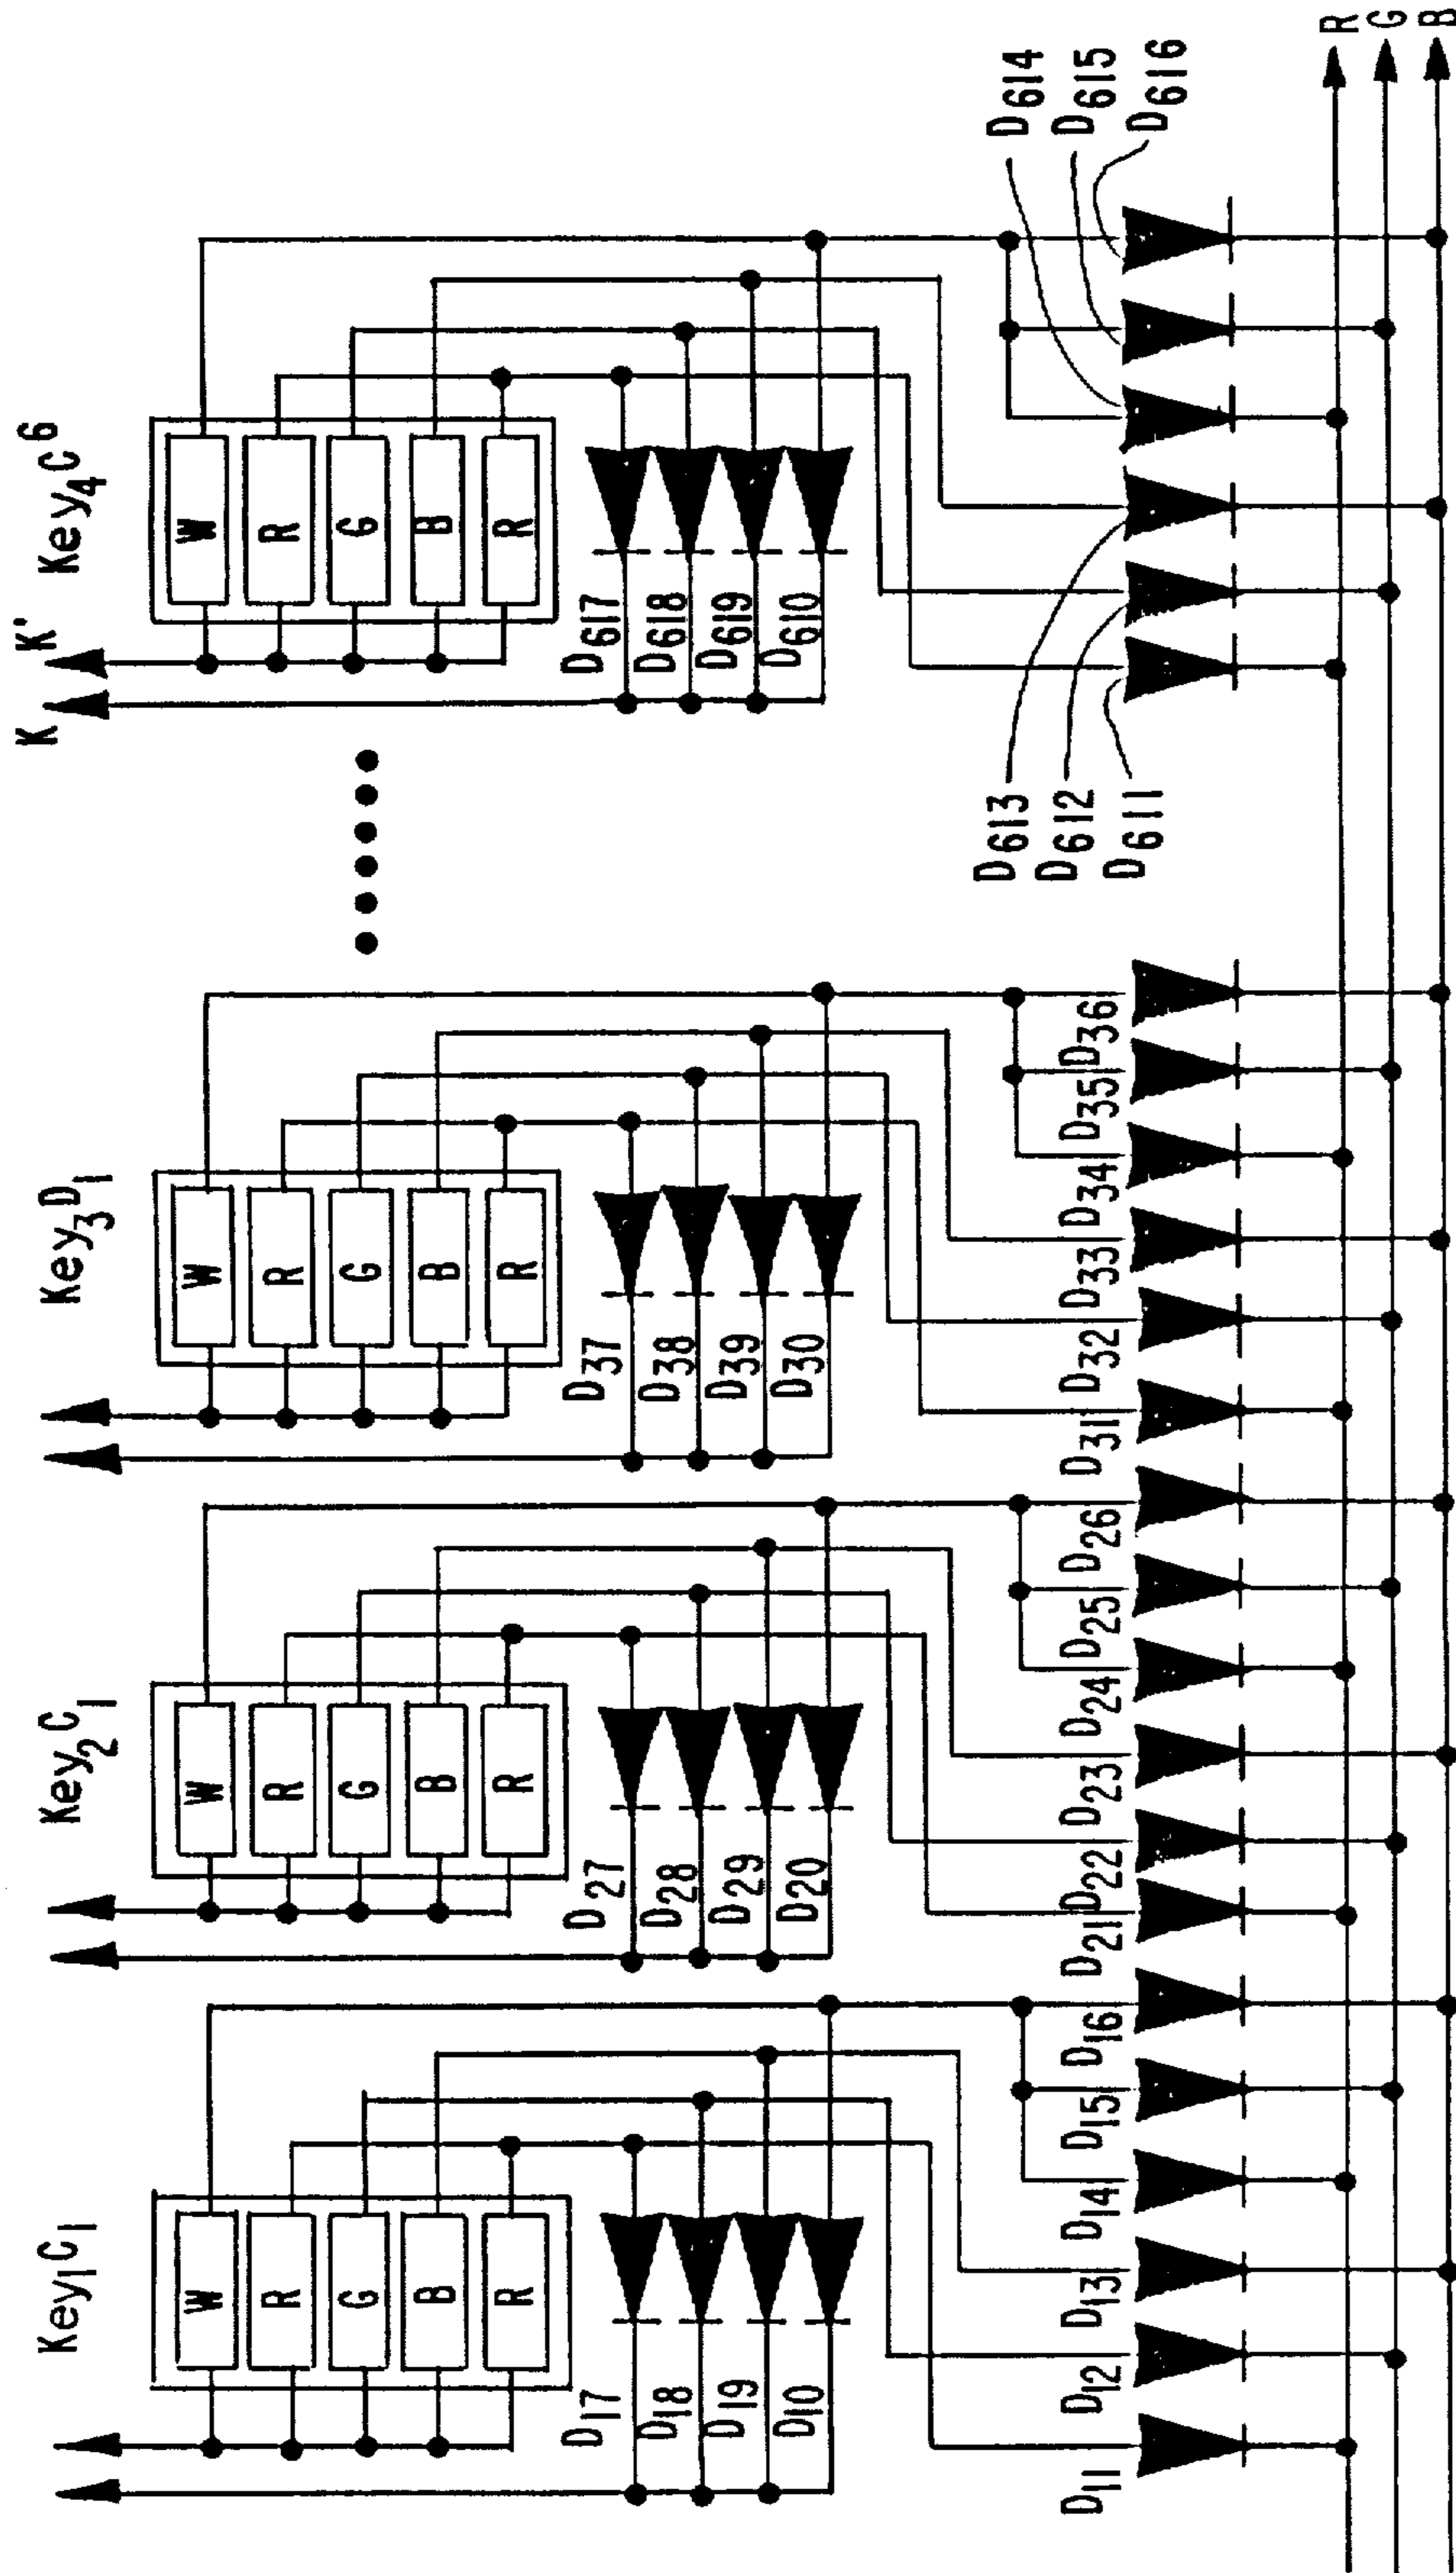 Key₁C₁
Key₂C₁
Key₃D₁
Key₄C⁶
K
K'
W
R
G
B
R
W
R
G
B
R
W
R
G
B
R
W
R
G
B
R
D₁₇
D₁₈
D₁₉
D₁₀
D₂₇
D₂₈
D₂₉
D₂₀
D₃₇
D₃₈
D₃₉
D₃₀
D₆₁₇
D₆₁₈
D₆₁₉
D₆₁₀
D₆₁₃
D₆₁₂
D₆₁₁
D₆₁₄
D₆₁₅
D₆₁₆
D₁₁ D₁₂ D₁₃ D₁₄ D₁₅ D₁₆ D₂₁ D₂₂ D₂₃ D₂₄ D₂₅ D₂₆ D₃₁ D₃₂ D₃₃ D₃₄ D₃₅ D₃₆
R
G
B